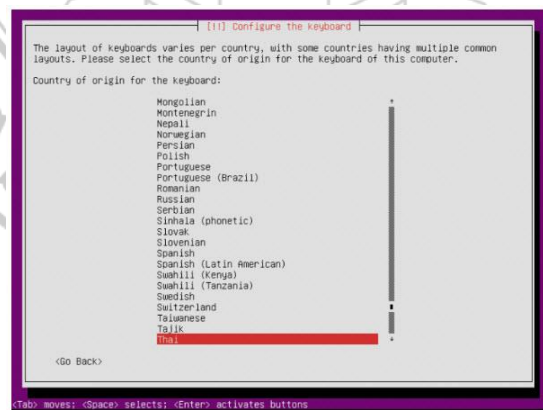 [!!] Configure the keyboard
The layout of keyboards varies per country, with some countries having multiple common
layouts. Please select the country of origin for the keyboard of this computer.
Country of origin for the keyboard:
Mongolian
Montenegrin
Nepali
Norwegian
Persian
Polish
Portuguese
Portuguese (Brazil)
Romanian
Russian
Serbian
Sinhala (phonetic)
Slovak
Slovenian
Spanish
Spanish (Latin American)
Swahili (Kenya)
Swahili (Tanzania)
Swedish
Switzerland
Taiwanese
Tajik
Thai
<Go Back>
<Tab> moves; <Space> selects; <Enter> activates buttons